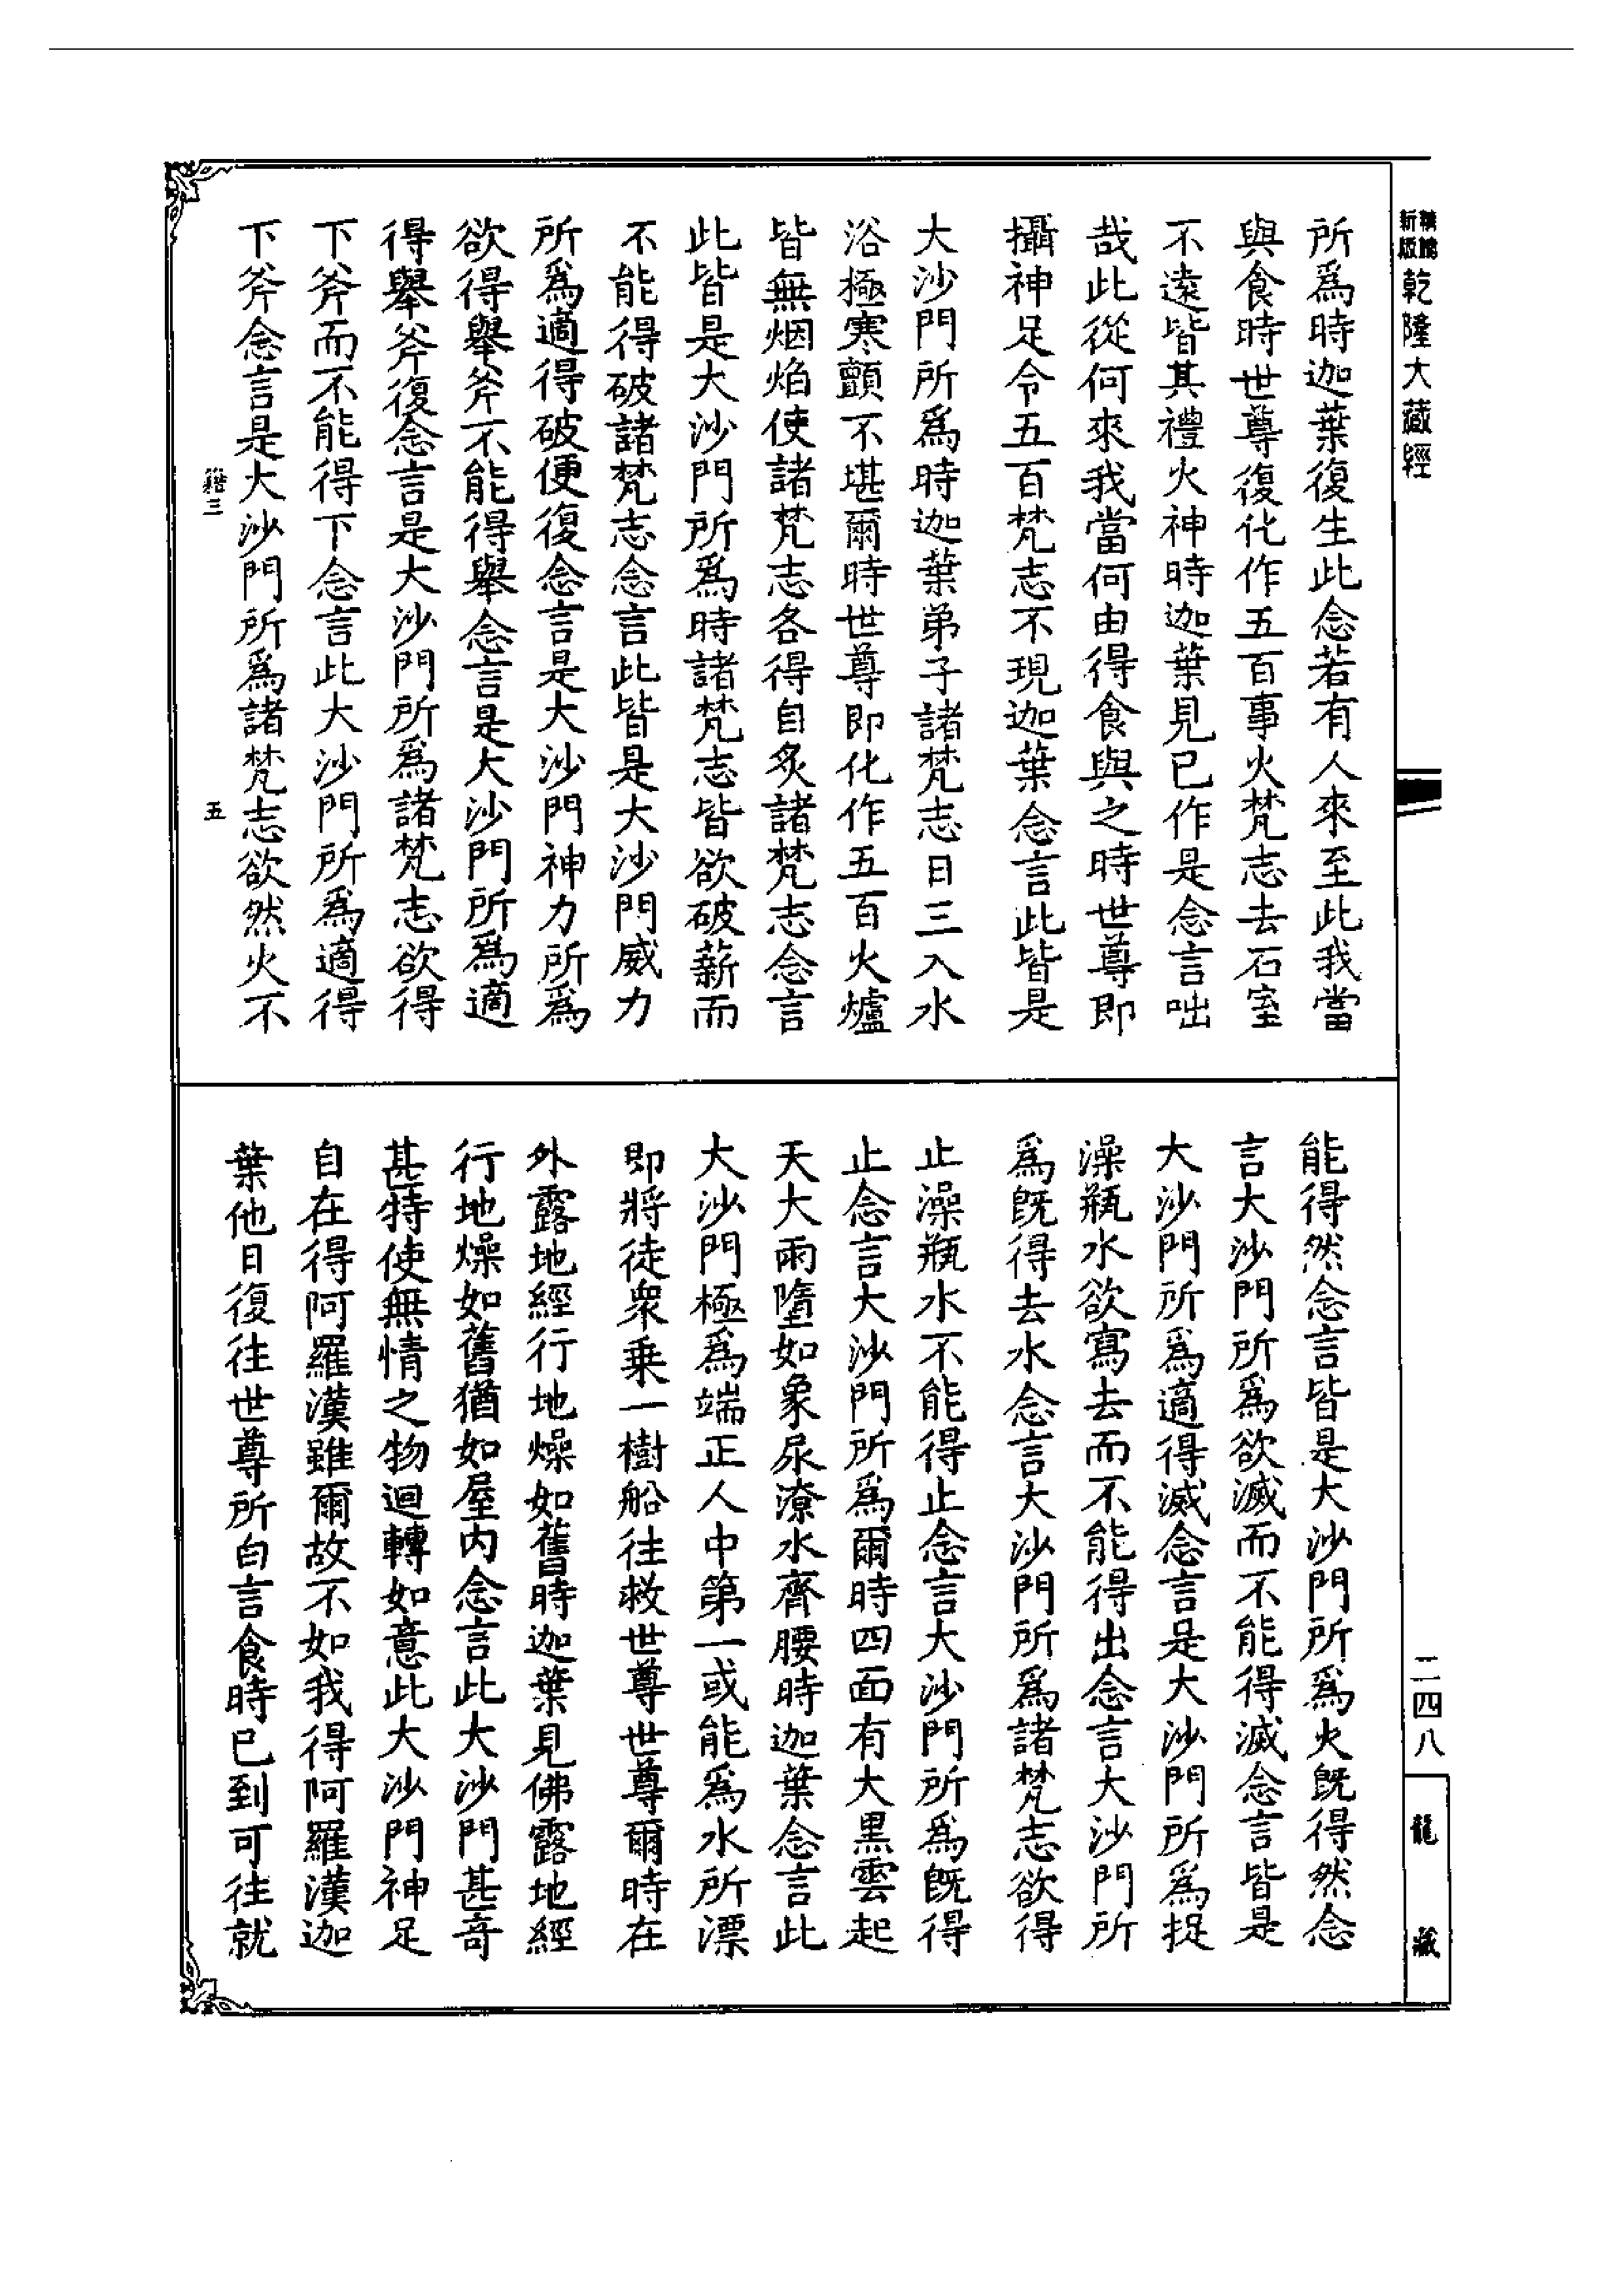 精縮新版乾隆大藏經
所爲時迦葉復生此念若有人來至此我當
與食時世尊復化作五百事火梵志去石室
不遠皆其禮火神時迦葉見已作是念言咄
哉此從何來我當何由得食與之時世尊即
攝神足令五百梵志不現迦葉念言此皆是
大沙門所爲時迦葉弟子諸梵志日三入水
浴極寒顫不堪爾時世尊即化作五百火爐
皆無烟焰使諸梵志各得自炙諸梵志念言
此皆是大沙門所爲時諸梵志皆欲破薪而
不能得破諸梵志念言此皆是大沙門威力
所爲適得破便復念言是大沙門神力所爲
欲得舉斧不能得舉念言是大沙門所爲適
得舉斧復念言是大沙門所爲諸梵志欲得
下斧而不能得下念言此大沙門所爲適得
下斧念言是大沙門所爲諸梵志欲然火不
三 五
能得然念言皆是大沙門所爲火既得然念
言大沙門所爲欲滅而不能得滅念言皆是
大沙門所爲適得滅念言是大沙門所爲捉
澡瓶水欲寫去而不能得出念言大沙門所
爲既得去水念言大沙門所爲諸梵志欲得
止澡瓶水不能得止念言大沙門所爲既得
止念言大沙門所爲爾時四面有大黑雲起
天大雨墮如象尿潦水齊腰時迦葉念言此
大沙門極爲端正人中第一或能爲水所漂
即將徒衆乗一樹船往救世尊世尊爾時在
外露地經行地燥如舊時迦葉見佛露地經
行地燥如舊猶如屋内念言此大沙門甚奇
甚特使無情之物迴轉如意此大沙門神足
自在得阿羅漢雖爾故不如我得阿羅漢迦
葉他日復往世尊所白言食時已到可往就
二四八
龍藏